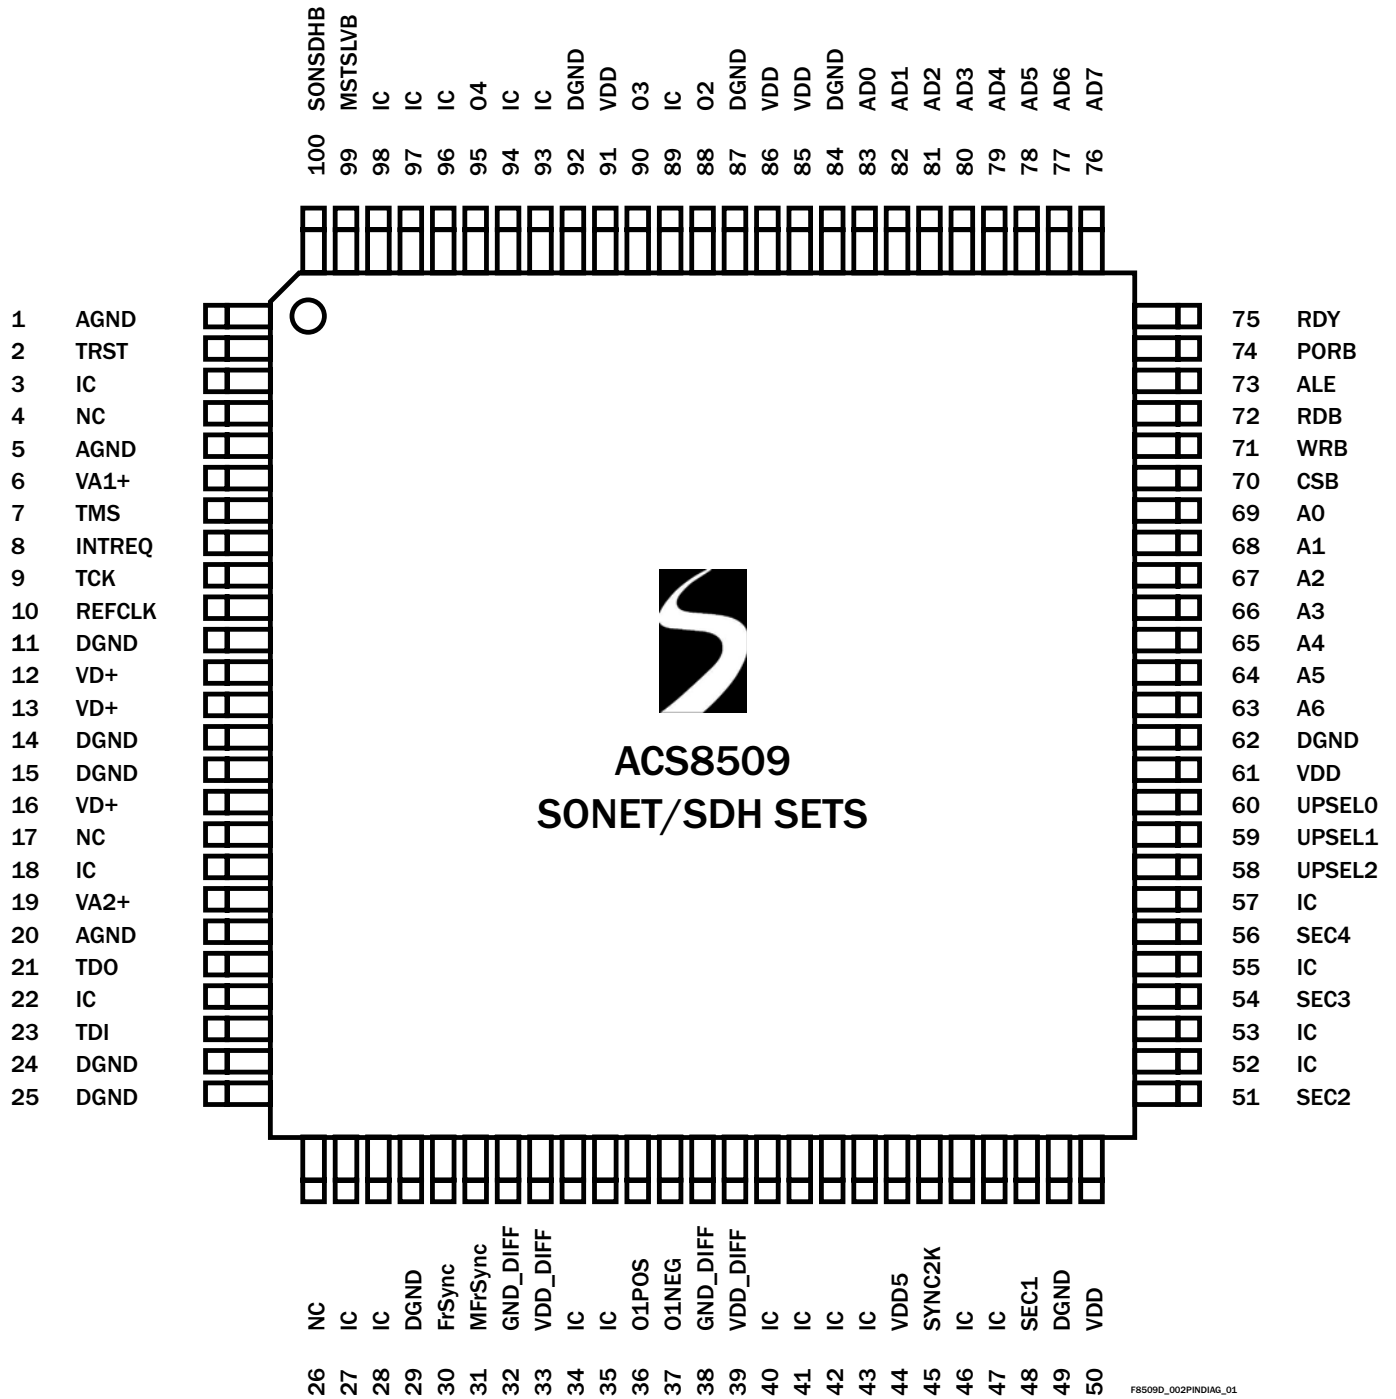 SONSDHB MSTSLVB IC IC IC O4 IC IC DGND VDD O3 IC O2 DGND VDD VDD DGND AD0 AD1 AD2 AD3 AD4 AD5 AD6 AD7
100 99 98 97 96 95 94 93 92 91 90 89 88 87 86 85 84 83 82 81 80 79 78 77 76
1 AGND
2 TRST
3 IC
4 NC
5 AGND
6 VA1+
7 TMS
8 INTREQ
9 TCK
10 REFCLK
11 DGND
12 VD+
13 VD+
14 DGND
15 DGND
16 VD+
17 NC
18 IC
19 VA2+
20 AGND
21 TDO
22 IC
23 TDI
24 DGND
25 DGND
ACS8509
SONET/SDH SETS
75 RDY
74 PORB
73 ALE
72 RDB
71 WRB
70 CSB
69 A0
68 A1
67 A2
66 A3
65 A4
64 A5
63 A6
62 DGND
61 VDD
60 UPSEL0
59 UPSEL1
58 UPSEL2
57 IC
56 SEC4
55 IC
54 SEC3
53 IC
52 IC
51 SEC2
NC IC IC DGND FrSync MFrSync GND_DIFF VDD_DIFF IC IC O1POS O1NEG GND_DIFF VDD_DIFF IC IC IC IC VDD5 SYNC2K IC IC SEC1 DGND VDD
26 27 28 29 30 31 32 33 34 35 36 37 38 39 40 41 42 43 44 45 46 47 48 49 50
F8509D_002PINDIAG_01